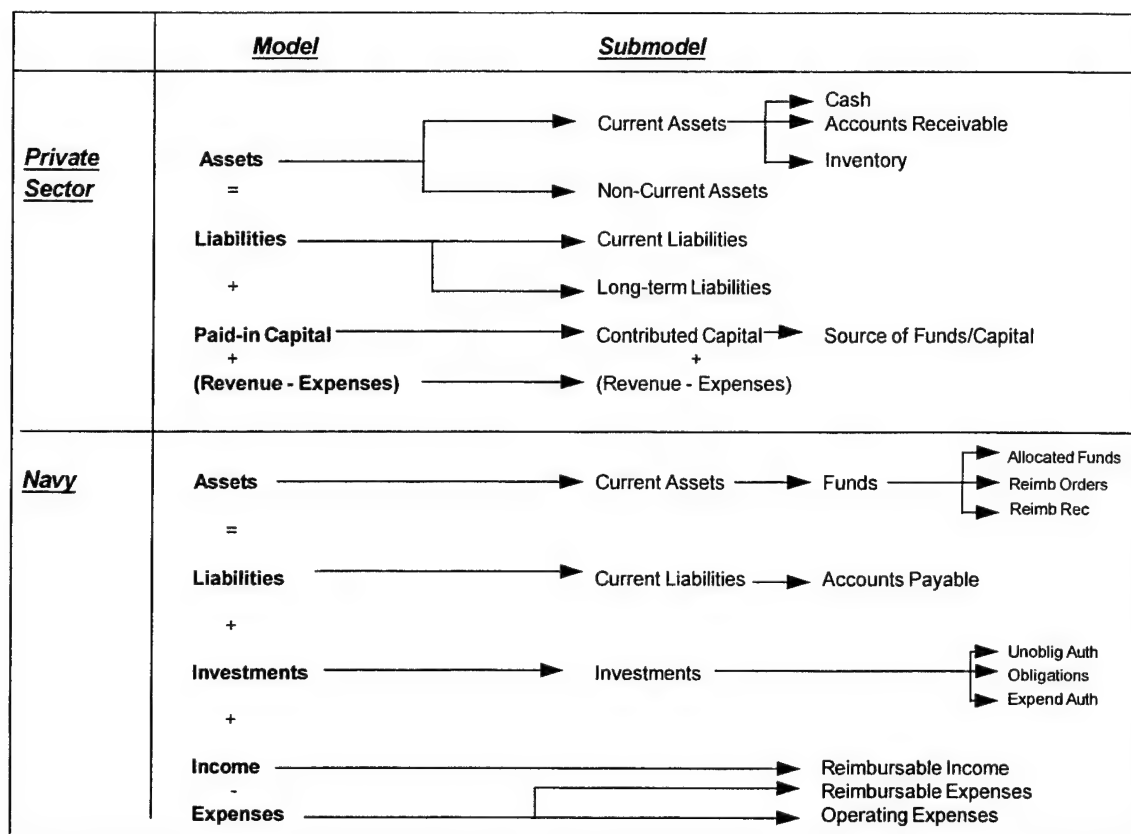 Model Submodel
Private
Sector
Cash
Current Assets Accounts Receivable
Assets Inventory
=
Non-Current Assets
Liabilities Current Liabilities
+ Long-term Liabilities
Paid-in Capital Contributed Capital Source of Funds/Capital
+ +
(Revenue - Expenses) (Revenue - Expenses)
Navy
Allocated Funds
Assets Current Assets Funds Reimb Orders
Reimb Rec
=
Liabilities Current Liabilities Accounts Payable
+
Unoblig Auth
Investments Investments Obligations
Expend Auth
+
Income Reimbursable Income
- Reimbursable Expenses
Expenses Operating Expenses